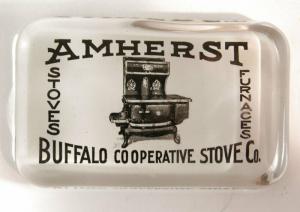 AMHERST
STOVES
FURNACES
BUFFALO CO OPERATIVE STOVE Co.